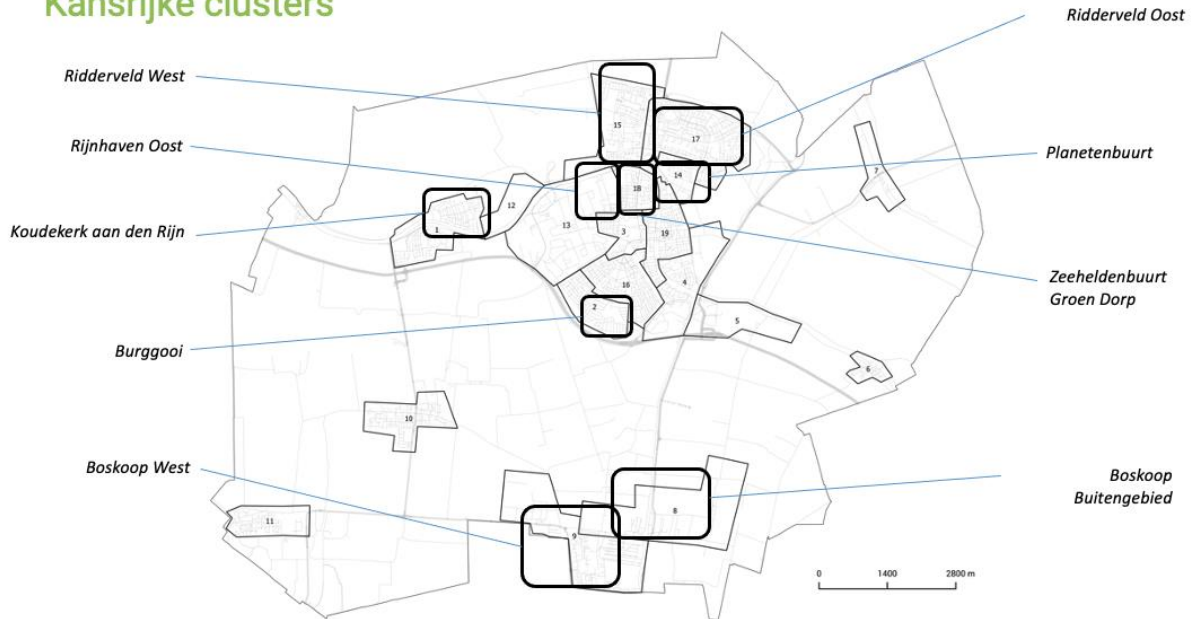 Kansrijke clusters
Ridderveld Oost
Ridderveld West
Rijnhaven Oost
Planetenbuurt
Koudekerk aan den Rijn
Zeeheldenbuurt
Groen Dorp
Burggooi
Boskoop West
Boskoop
Buitengebied
15
17
14
18
7
12
1
13
3
19
16
4
2
5
6
10
8
11
9
0 1400 2800 m